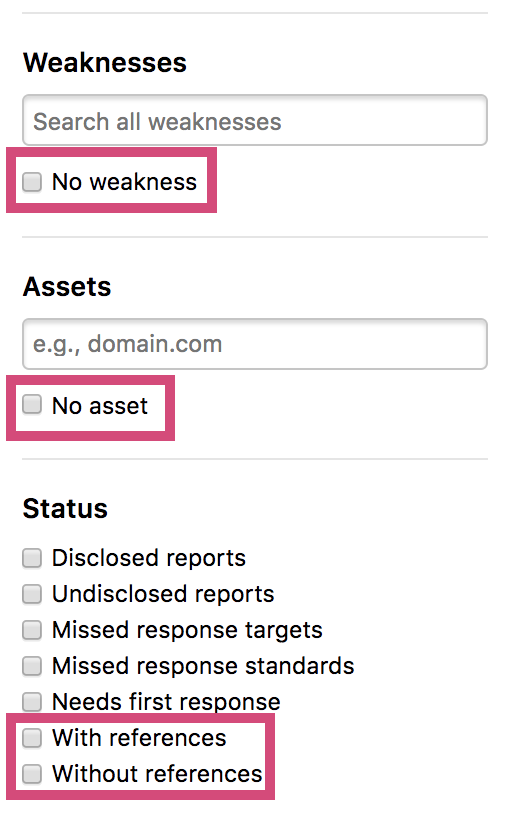 Weaknesses
Search all weaknesses
No weakness
Assets
e.g., domain.com
No asset
Status
Disclosed reports
Undisclosed reports
Missed response targets
Missed response standards
Needs first response
With references
Without references